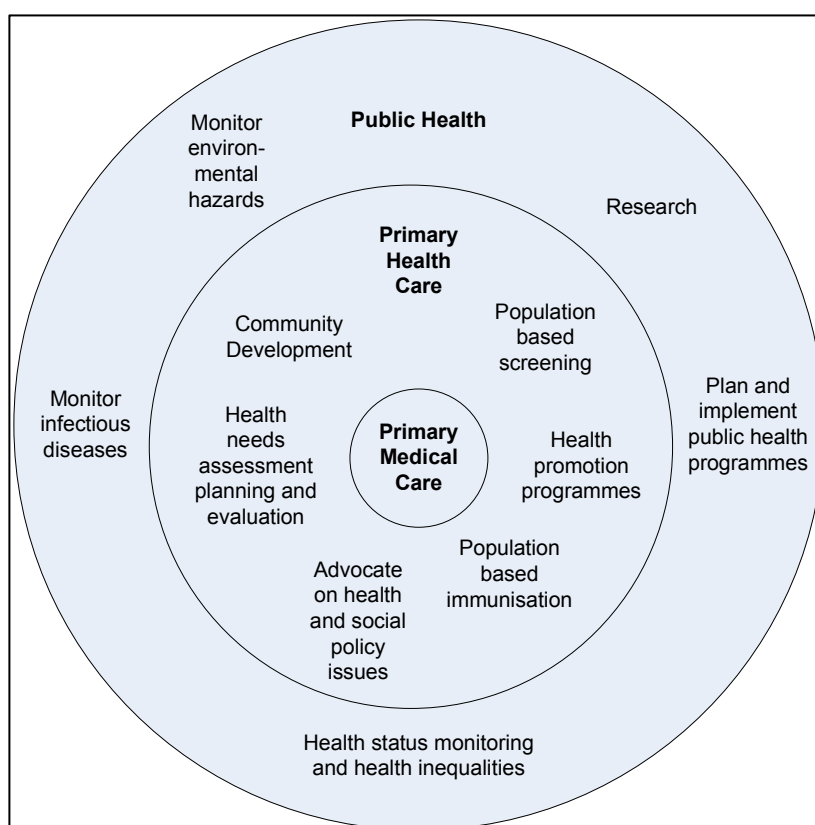 Public Health
Monitor
environ-
mental
hazards
Research
Primary
Health
Care
Community
Development
Population
based
screening
Monitor
infectious
diseases
Plan and
implement
public health
programmes
Health
needs
assessment
planning and
evaluation
Primary
Medical
Care
Health
promotion
programmes
Advocate
on health
and social
policy
issues
Population
based
immunisation
Health status monitoring
and health inequalities